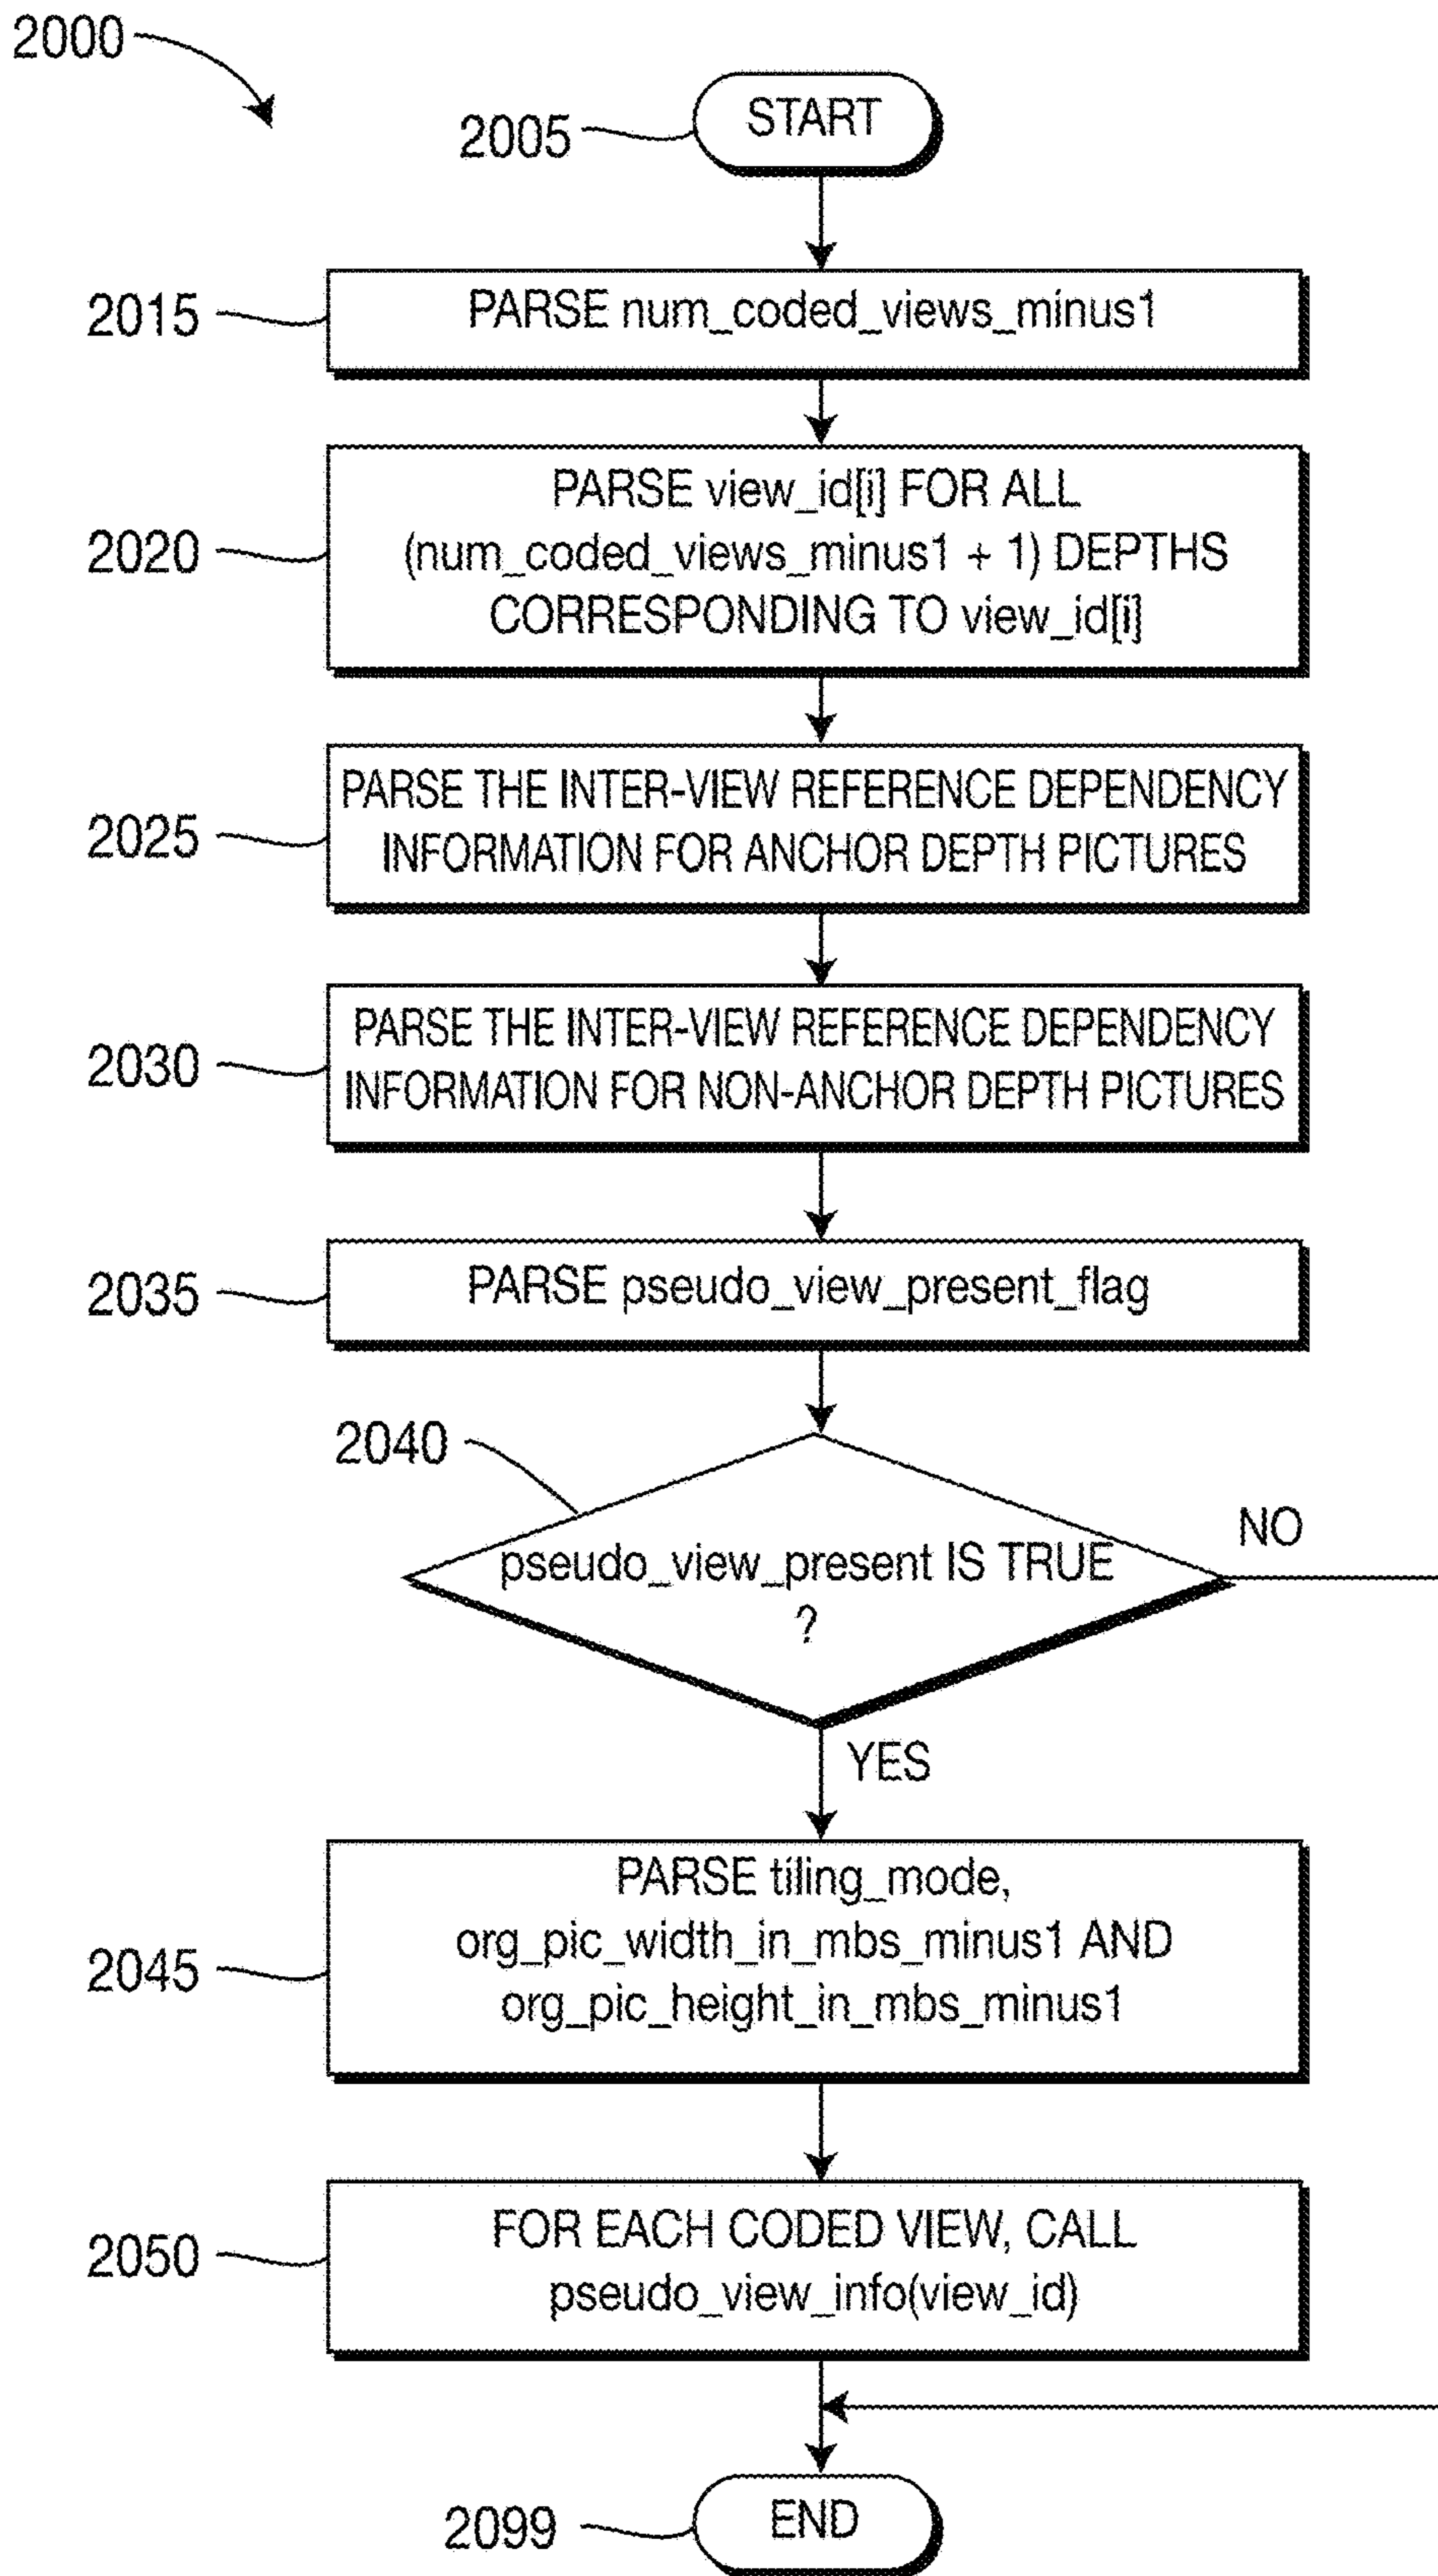 2000
2005
START
2015
PARSE num_coded_views_minus1
2020
PARSE view_id[i] FOR ALL
(num_coded_views_minus1 + 1) DEPTHS
CORRESPONDING TO view_id[i]
2025
PARSE THE INTER-VIEW REFERENCE DEPENDENCY
INFORMATION FOR ANCHOR DEPTH PICTURES
2030
PARSE THE INTER-VIEW REFERENCE DEPENDENCY
INFORMATION FOR NON-ANCHOR DEPTH PICTURES
2035
PARSE pseudo_view_present_flag
2040
pseudo_view_present IS TRUE
?
NO
YES
2045
PARSE tiling_mode,
org_pic_width_in_mbs_minus1 AND
org_pic_height_in_mbs_minus1
2050
FOR EACH CODED VIEW, CALL
pseudo_view_info(view_id)
2099
END